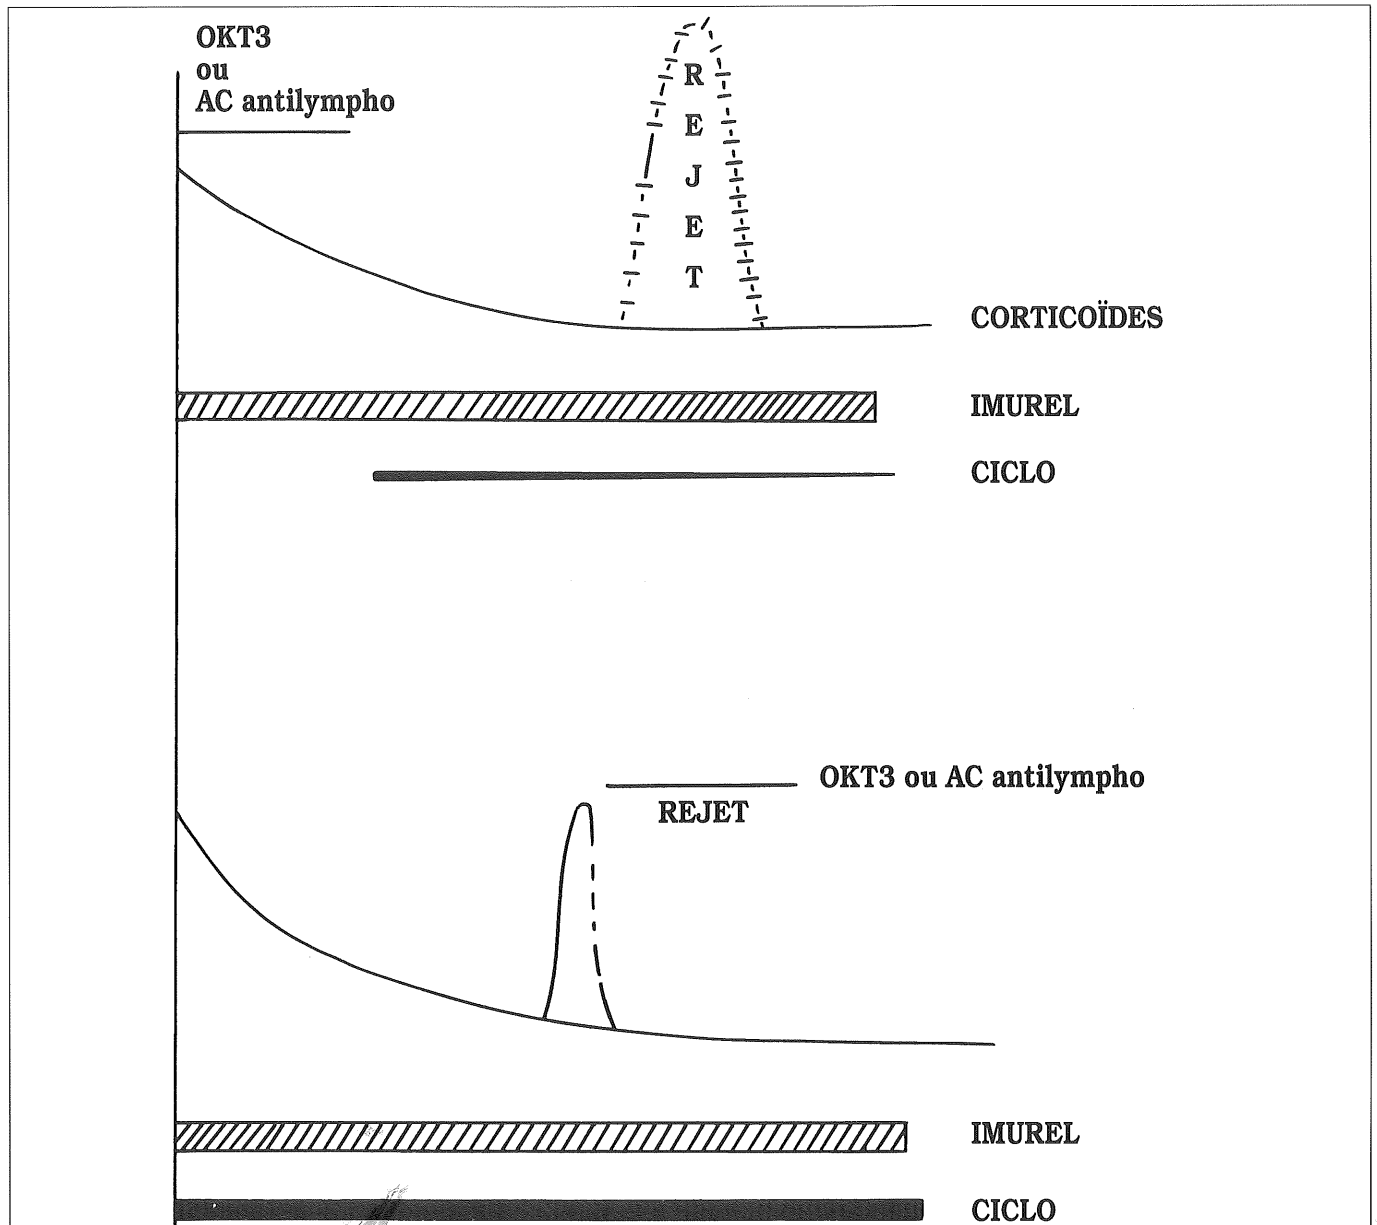 OKT3
ou
AC antilympho
R
E
J
E
T
CORTICOÏDES
IMUREL
CICLO
OKT3 ou AC antilympho
REJET
IMUREL
CICLO